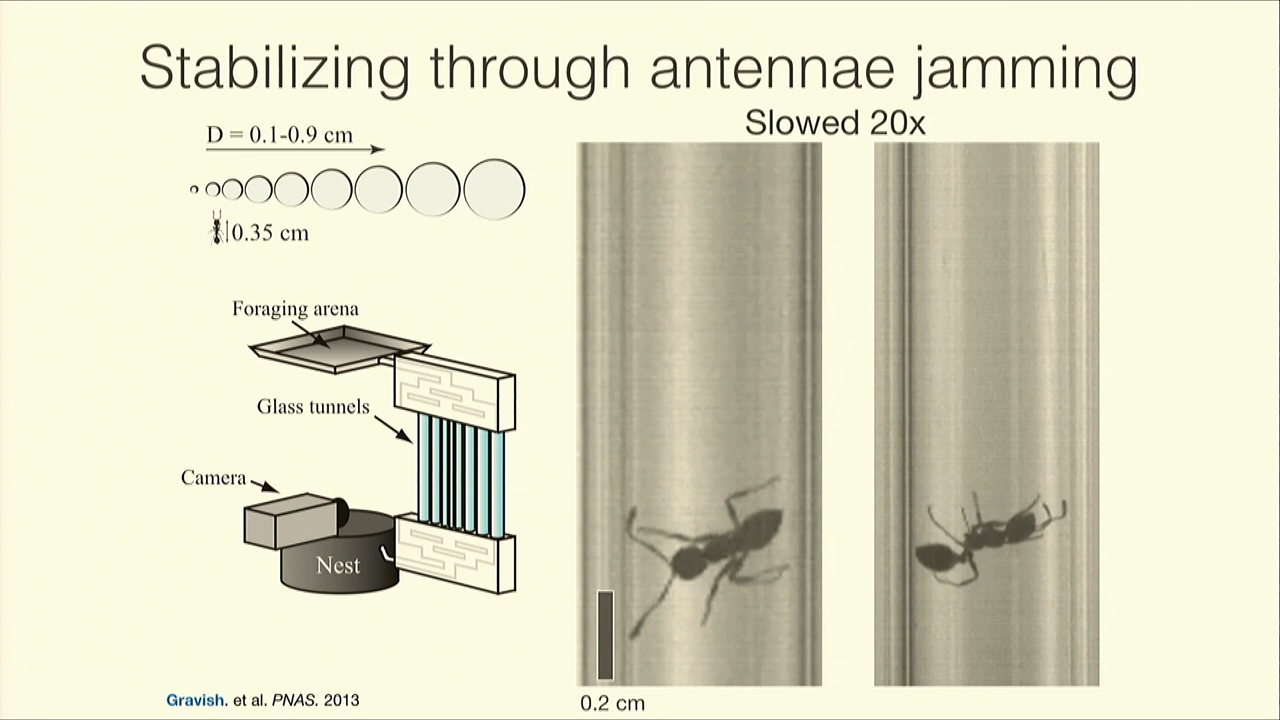 Stabilizing through antennae jamming
Slowed 20x
D = 0.1-0.9 cm
0.35 cm
Foraging arena
Glass tunnels
Camera
Nest
0.2 cm
Gravish. et al. PNAS. 2013